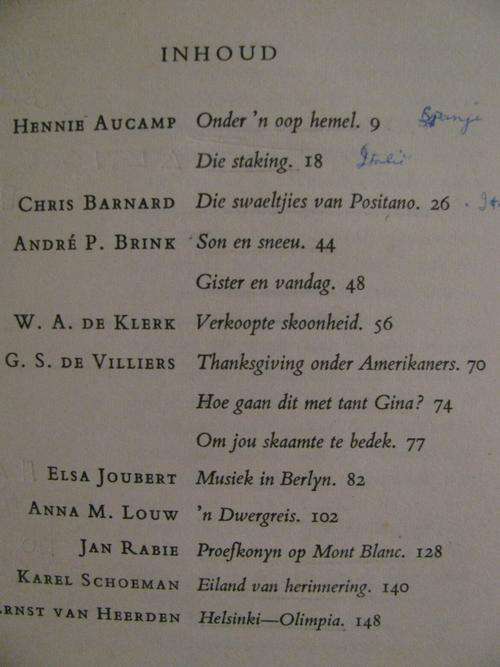 INHOUD
HENNIE AUCAMP Onder 'n oop hemel. 9 Spanje
Die staking. 18 Italië
CHRIS BARNARD Die swaeltjies van Positano. 26
ANDRÉ P. BRINK Son en sneeu. 44
Gister en vandag. 48
W. A. DE KLERK Verkoopte skoonheid. 56
G. S. DE VILLIERS Thanksgiving onder Amerikaners. 70
Hoe gaan dit met tant Gina? 74
Om jou skaamte te bedek. 77
ELSA JOUBERT Musiek in Berlyn. 82
ANNA M. LOUW 'n Dwergreis. 102
JAN RABIE Proefkonyn op Mont Blanc. 128
KAREL SCHOEMAN Eiland van herinnering. 140
RNST VAN HEERDEN Helsinki—Olimpia. 148